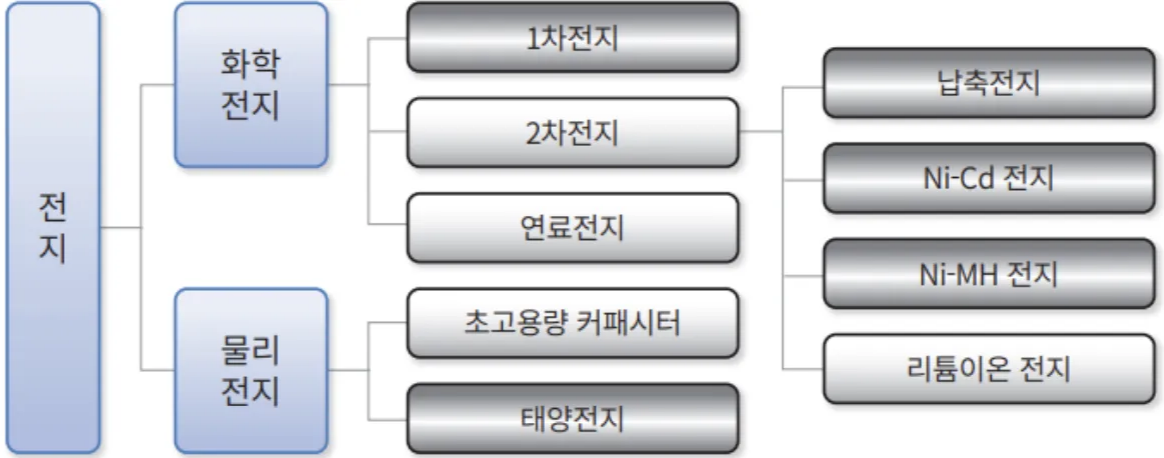 전
지
화학
전지
1차전지
2차전지
연료전지
납축전지
Ni-Cd 전지
Ni-MH 전지
리튬이온 전지
물리
전지
초고용량 커패시터
태양전지